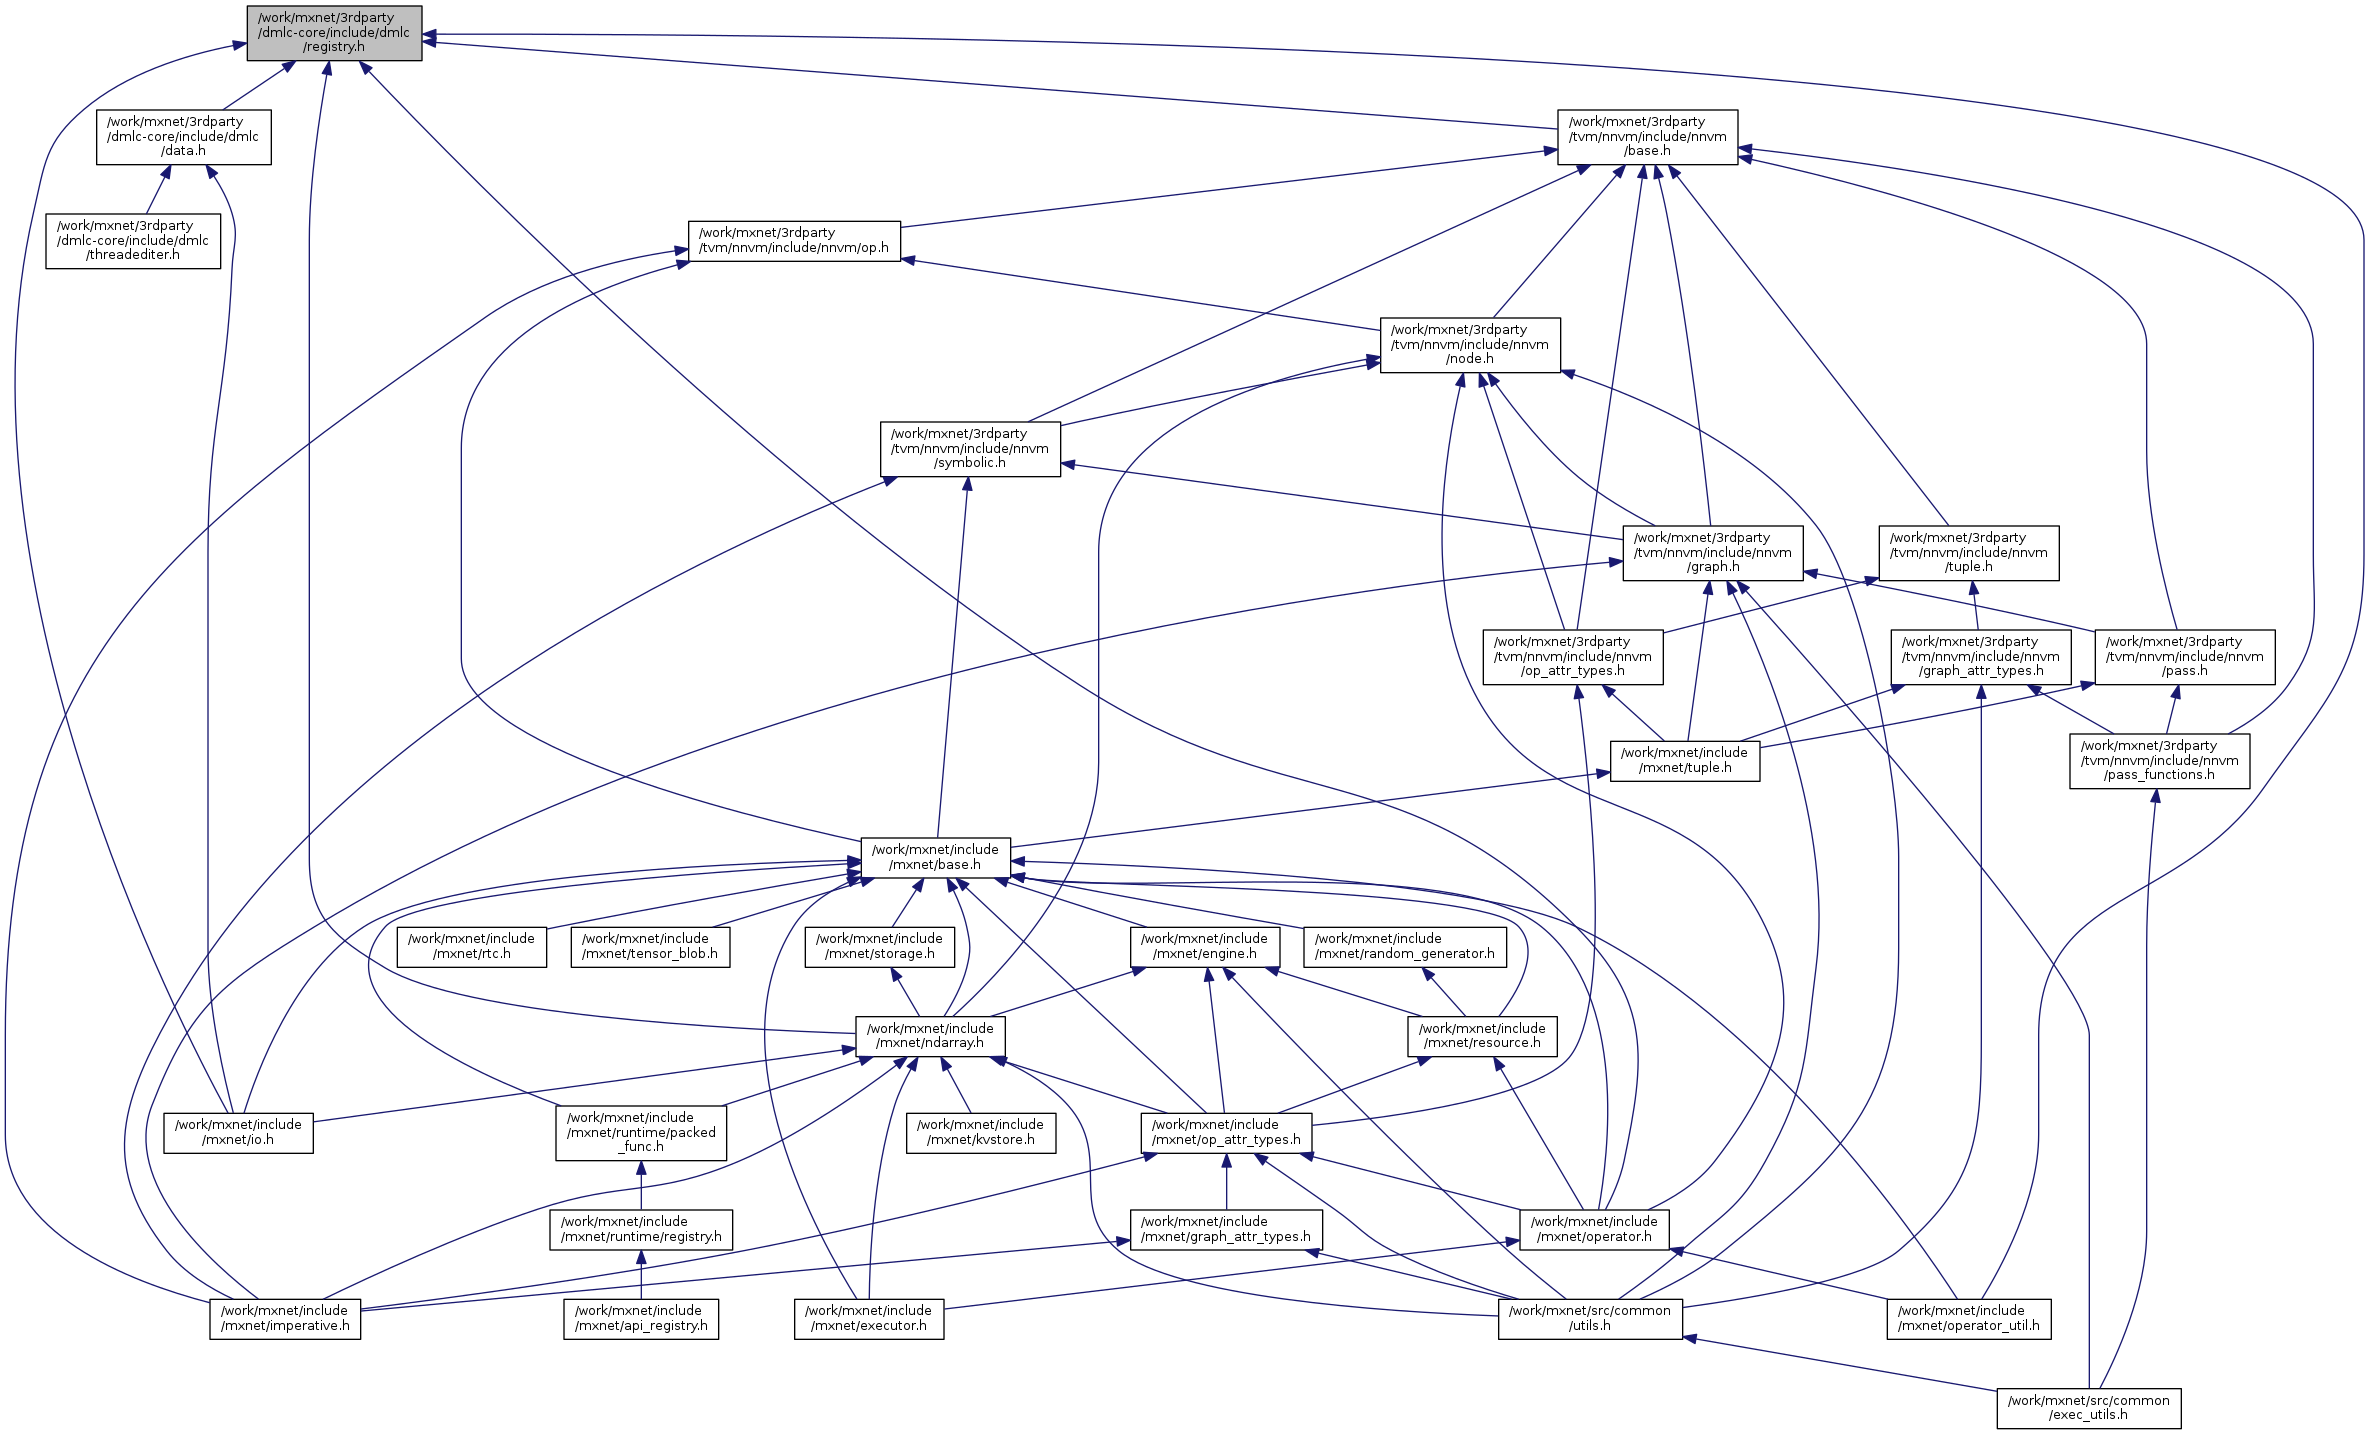 /work/mxnet/3rdparty
/dmlc-core/include/dmlc
/registry.h
/work/mxnet/3rdparty
/dmlc-core/include/dmlc
/data.h
/work/mxnet/3rdparty
/tvm/nnvm/include/nnvm
/base.h
/work/mxnet/3rdparty
/dmlc-core/include/dmlc
/threadediter.h
/work/mxnet/3rdparty
/tvm/nnvm/include/nnvm/op.h
/work/mxnet/3rdparty
/tvm/nnvm/include/nnvm
/node.h
/work/mxnet/3rdparty
/tvm/nnvm/include/nnvm
/symbolic.h
/work/mxnet/3rdparty
/tvm/nnvm/include/nnvm
/graph.h
/work/mxnet/3rdparty
/tvm/nnvm/include/nnvm
/tuple.h
/work/mxnet/3rdparty
/tvm/nnvm/include/nnvm
/op_attr_types.h
/work/mxnet/3rdparty
/tvm/nnvm/include/nnvm
/graph_attr_types.h
/work/mxnet/3rdparty
/tvm/nnvm/include/nnvm
/pass.h
/work/mxnet/include
/mxnet/tuple.h
/work/mxnet/3rdparty
/tvm/nnvm/include/nnvm
/pass_functions.h
/work/mxnet/include
/mxnet/base.h
/work/mxnet/include
/mxnet/rtc.h
/work/mxnet/include
/mxnet/tensor_blob.h
/work/mxnet/include
/mxnet/storage.h
/work/mxnet/include
/mxnet/engine.h
/work/mxnet/include
/mxnet/random_generator.h
/work/mxnet/include
/mxnet/ndarray.h
/work/mxnet/include
/mxnet/resource.h
/work/mxnet/include
/mxnet/io.h
/work/mxnet/include
/mxnet/runtime/packed
_func.h
/work/mxnet/include
/mxnet/kvstore.h
/work/mxnet/include
/mxnet/op_attr_types.h
/work/mxnet/include
/mxnet/runtime/registry.h
/work/mxnet/include
/mxnet/graph_attr_types.h
/work/mxnet/include
/mxnet/operator.h
/work/mxnet/include
/mxnet/imperative.h
/work/mxnet/include
/mxnet/api_registry.h
/work/mxnet/include
/mxnet/executor.h
/work/mxnet/src/common
/utils.h
/work/mxnet/include
/mxnet/operator_util.h
/work/mxnet/src/common
/exec_utils.h